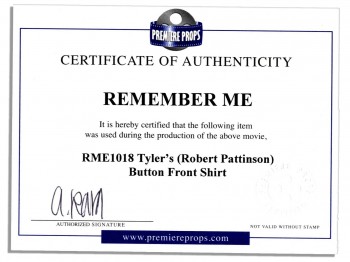 PREMIERE PROPS
CERTIFICATE OF AUTHENTICITY
REMEMBER ME
It is hereby certified that the following item
was used during the production of the above movie,
RME1018 Tyler's (Robert Pattinson)
Button Front Shirt
AUTHORIZED SIGNATURE
NOT VALID WITHOUT STAMP
www.premiereprops.com